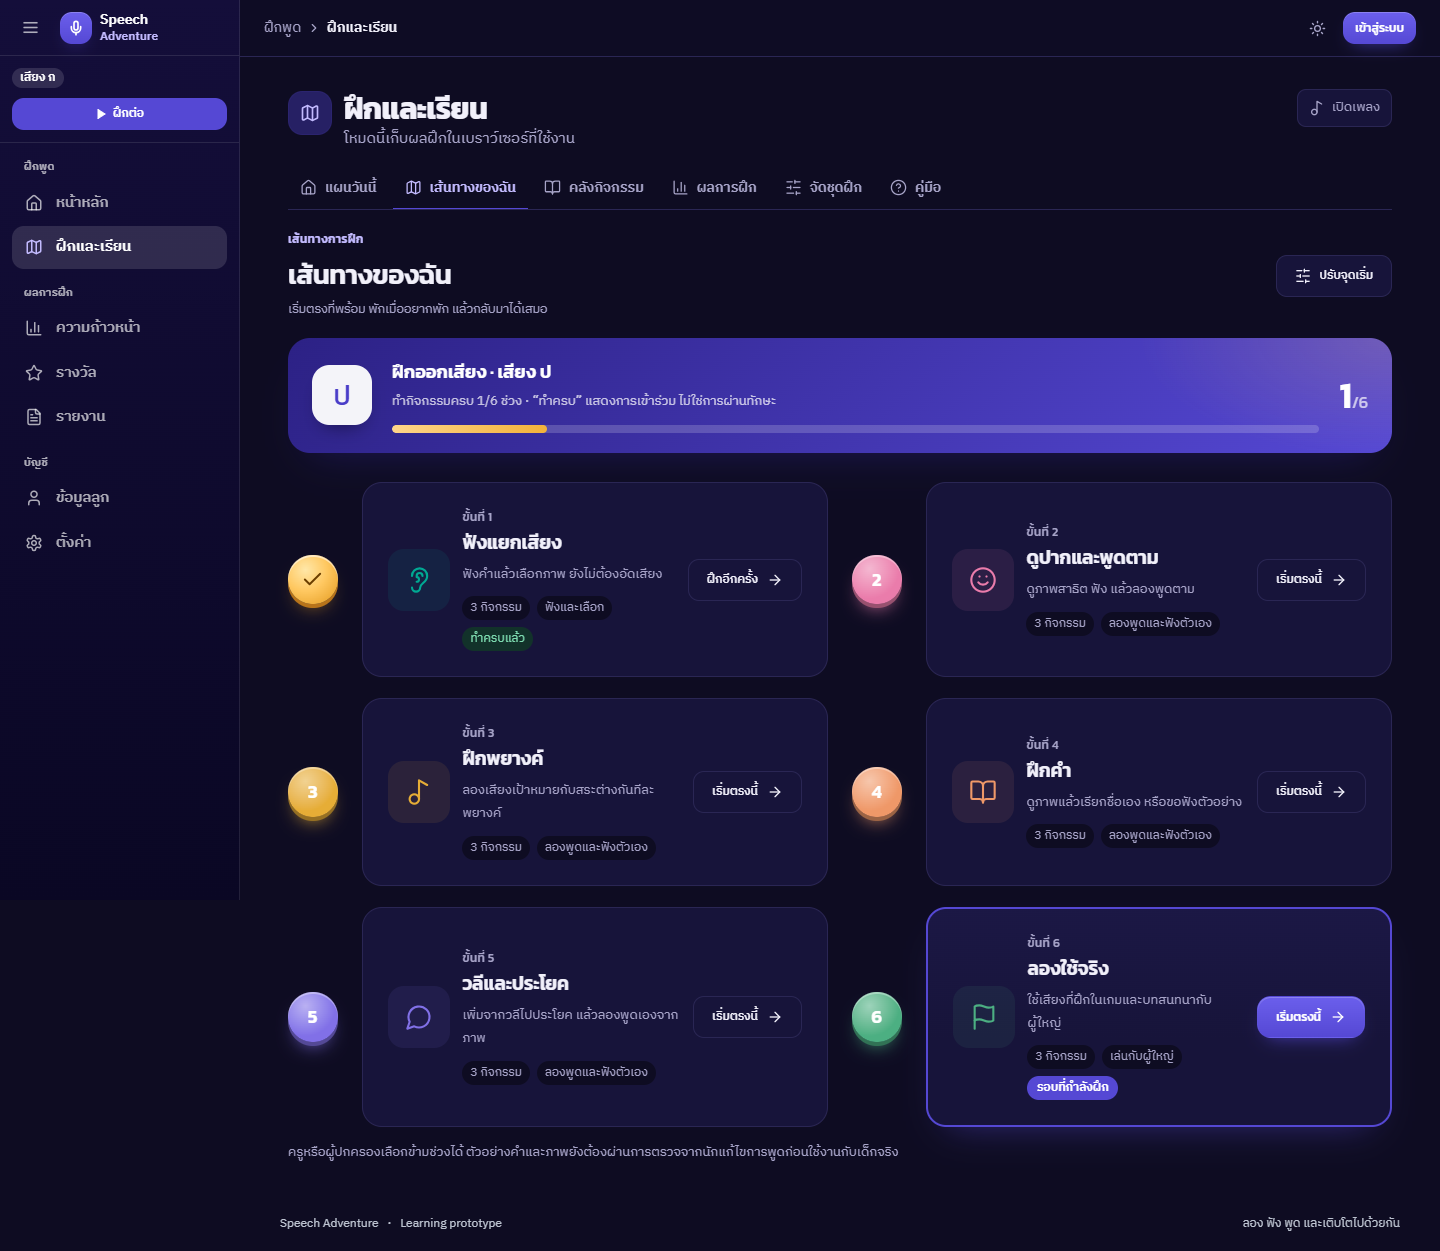 Speech
Adventure
เสียง ก
ฝึกต่อ
ฝึกพูด
หน้าหลัก
ฝึกและเรียน
ผลการฝึก
ความก้าวหน้า
รางวัล
รายงาน
บัญชี
ข้อมูลลูก
ตั้งค่า
ฝึกพูด > ฝึกและเรียน
เข้าสู่ระบบ
ฝึกและเรียน
โหมดนี้เก็บผลฝึกในเบราว์เซอร์ที่ใช้งาน
เปิดเพลง
แผนวันนี้ เส้นทางของฉัน คลังกิจกรรม ผลการฝึก จัดชุดฝึก คู่มือ
เส้นทางการฝึก
เส้นทางของฉัน
เริ่มตรงที่พร้อม พักเมื่ออยากพัก แล้วกลับมาได้เสมอ
ปรับจุดเริ่ม
ป
ฝึกออกเสียง · เสียง ป
ทำกิจกรรมครบ 1/6 ช่วง · “ทำครบ” แสดงการเข้าร่วม ไม่ใช่การผ่านทักษะ
1/6
ขั้นที่ 1
ฟังแยกเสียง
ฟังคำแล้วเลือกภาพ ยังไม่ต้องอัดเสียง
3 กิจกรรม ฟังและเลือก
ทำครบแล้ว
ฝึกอีกครั้ง
2
ขั้นที่ 2
ดูปากและพูดตาม
ดูภาพสาธิต ฟัง แล้วลองพูดตาม
3 กิจกรรม ลองพูดและฟังตัวเอง
เริ่มตรงนี้
3
ขั้นที่ 3
ฝึกพยางค์
ลองเสียงเป้าหมายกับสระต่างกันทีละ
พยางค์
3 กิจกรรม ลองพูดและฟังตัวเอง
เริ่มตรงนี้
4
ขั้นที่ 4
ฝึกคำ
ดูภาพแล้วเรียกชื่อเอง หรือขอฟังตัวอย่าง
3 กิจกรรม ลองพูดและฟังตัวเอง
เริ่มตรงนี้
5
ขั้นที่ 5
วลีและประโยค
เพิ่มจากวลีไปประโยค แล้วลองพูดเองจาก
ภาพ
3 กิจกรรม ลองพูดและฟังตัวเอง
เริ่มตรงนี้
6
ขั้นที่ 6
ลองใช้จริง
ใช้เสียงที่ฝึกในเกมและบทสนทนากับ
ผู้ใหญ่
3 กิจกรรม เล่นกับผู้ใหญ่
รอบที่กำลังฝึก
เริ่มตรงนี้
ครูหรือผู้ปกครองเลือกข้ามช่วงได้ ตัวอย่างคำและภาพยังต้องผ่านการตรวจจากนักแก้ไขการพูดก่อนใช้งานกับเด็กจริง
Speech Adventure · Learning prototype
ลอง ฟัง พูด และเติบโตไปด้วยกัน